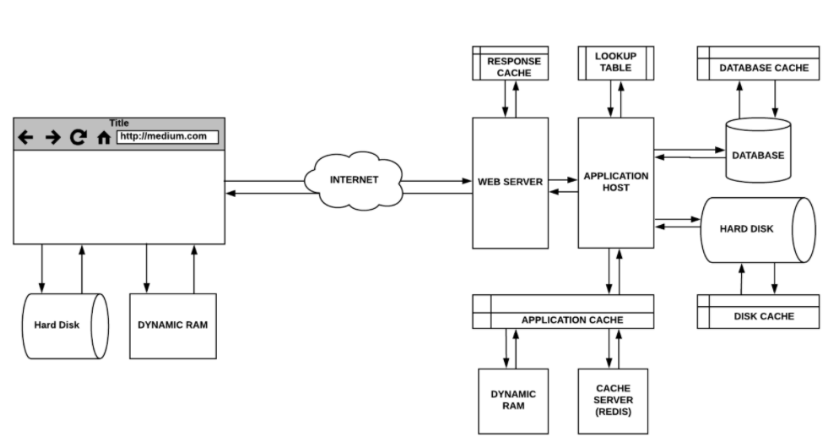 Title
http://medium.com
RESPONSE
CACHE
LOOKUP
TABLE
DATABASE CACHE
INTERNET
WEB SERVER
APPLICATION
HOST
DATABASE
HARD DISK
Hard Disk
DYNAMIC RAM
APPLICATION CACHE
DISK CACHE
DYNAMIC
RAM
CACHE
SERVER
(REDIS)